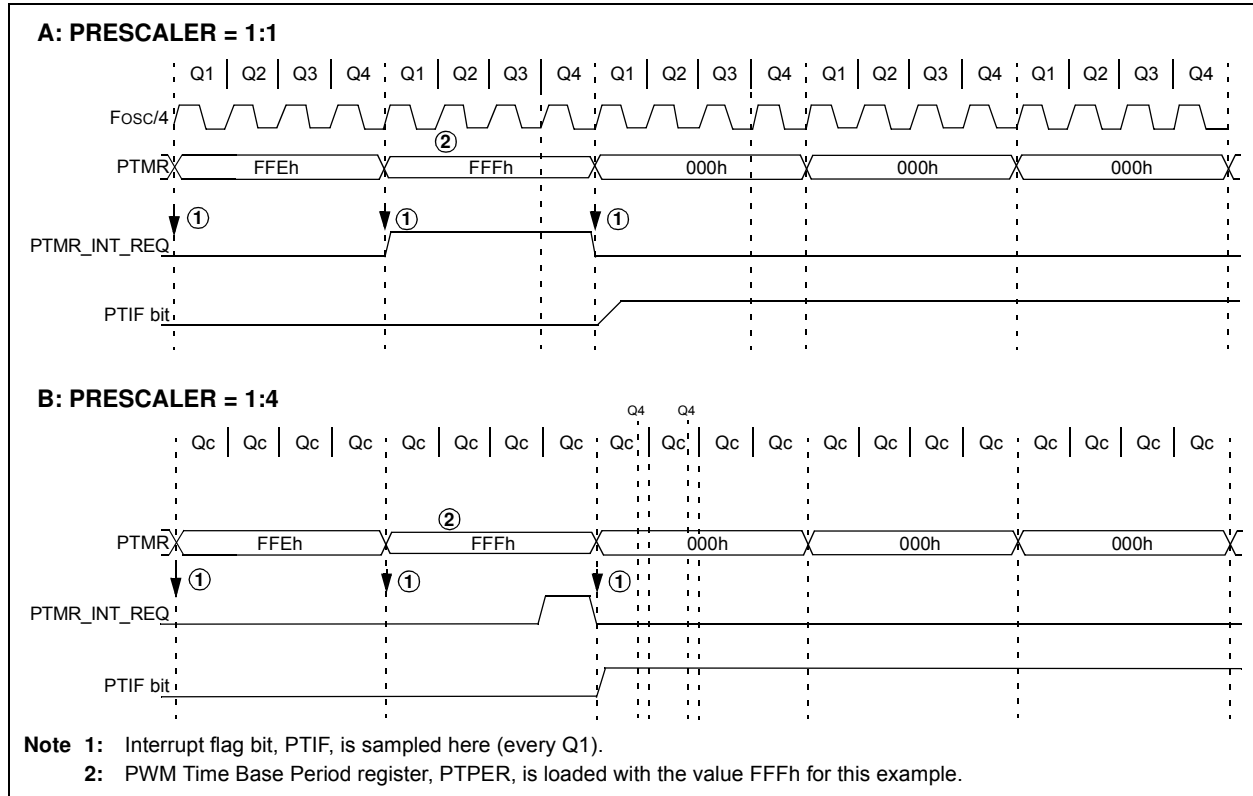 A: PRESCALER = 1:1
Q1 Q2 Q3 Q4 Q1 Q2 Q3 Q4 Q1 Q2 Q3 Q4 Q1 Q2 Q3 Q4 Q1 Q2 Q3 Q4
FOSC/4
2
PTMR FFEh FFFh 000h 000h 000h
1 1 1
PTMR_INT_REQ
PTIF bit
B: PRESCALER = 1:4
Q4 Q4
Qc Qc Qc Qc Qc Qc Qc Qc Qc Qc Qc Qc Qc Qc Qc Qc Qc Qc Qc Qc
2
PTMR FFEh FFFh 000h 000h 000h
1 1 1
PTMR_INT_REQ
PTIF bit
Note 1: Interrupt flag bit, PTIF, is sampled here (every Q1).
2: PWM Time Base Period register, PTPER, is loaded with the value FFFh for this example.